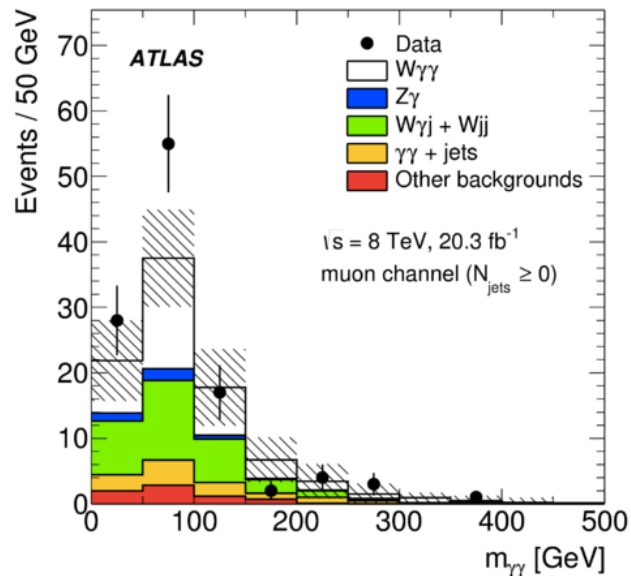 Events / 50 GeV
70
60
50
40
30
20
10
0
ATLAS
Data
Wγγ
Zγ
Wγj + Wjj
γγ + jets
Other backgrounds
√s = 8 TeV, 20.3 fb⁻¹
muon channel (N_jets ≥ 0)
0 100 200 300 400 500
m_γγ [GeV]